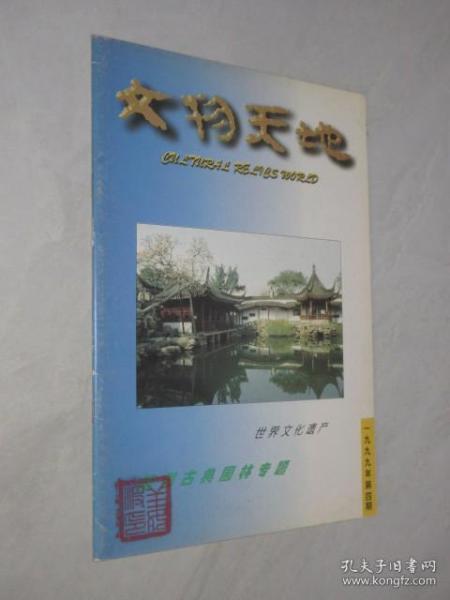 文物天地
CULTURAL RELICS WORLD
世界文化遗产
古典园林专题
一九九九年第四期
孔夫子旧书网
www.kongfz.com